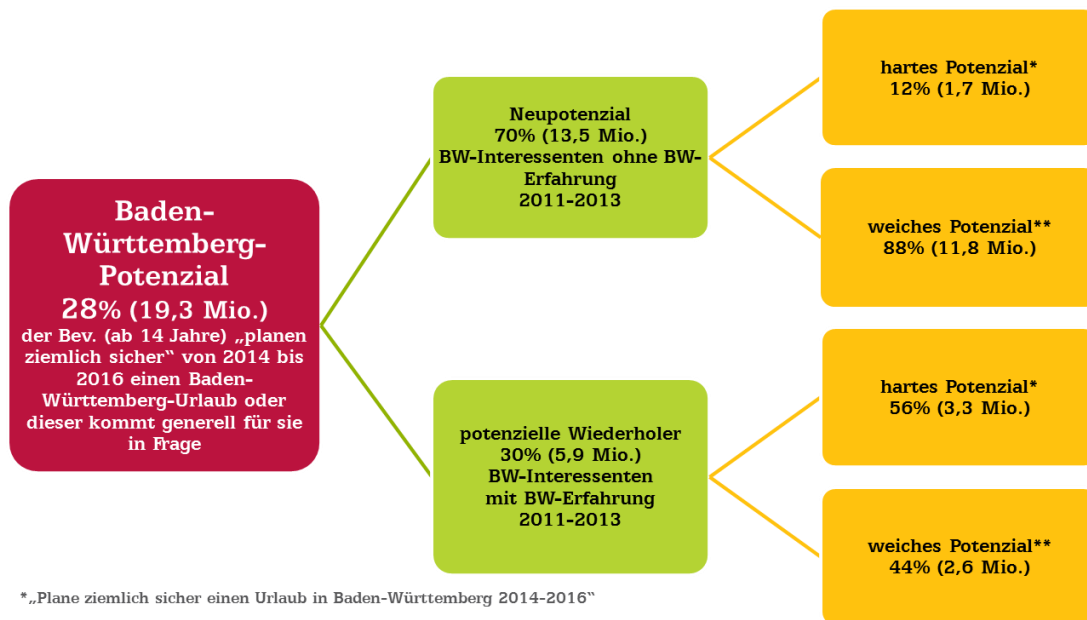 Baden-
Württemberg-
Potenzial
28% (19,3 Mio.)
der Bev. (ab 14 Jahre) „planen
ziemlich sicher“ von 2014 bis
2016 einen Baden-
Württemberg-Urlaub oder
dieser kommt generell für sie
in Frage
Neupotenzial
70% (13,5 Mio.)
BW-Interessenten ohne BW-
Erfahrung
2011-2013
hartes Potenzial*
12% (1,7 Mio.)
weiches Potenzial**
88% (11,8 Mio.)
potenzielle Wiederholer
30% (5,9 Mio.)
BW-Interessenten
mit BW-Erfahrung
2011-2013
hartes Potenzial*
56% (3,3 Mio.)
weiches Potenzial**
44% (2,6 Mio.)
*„Plane ziemlich sicher einen Urlaub in Baden-Württemberg 2014-2016“